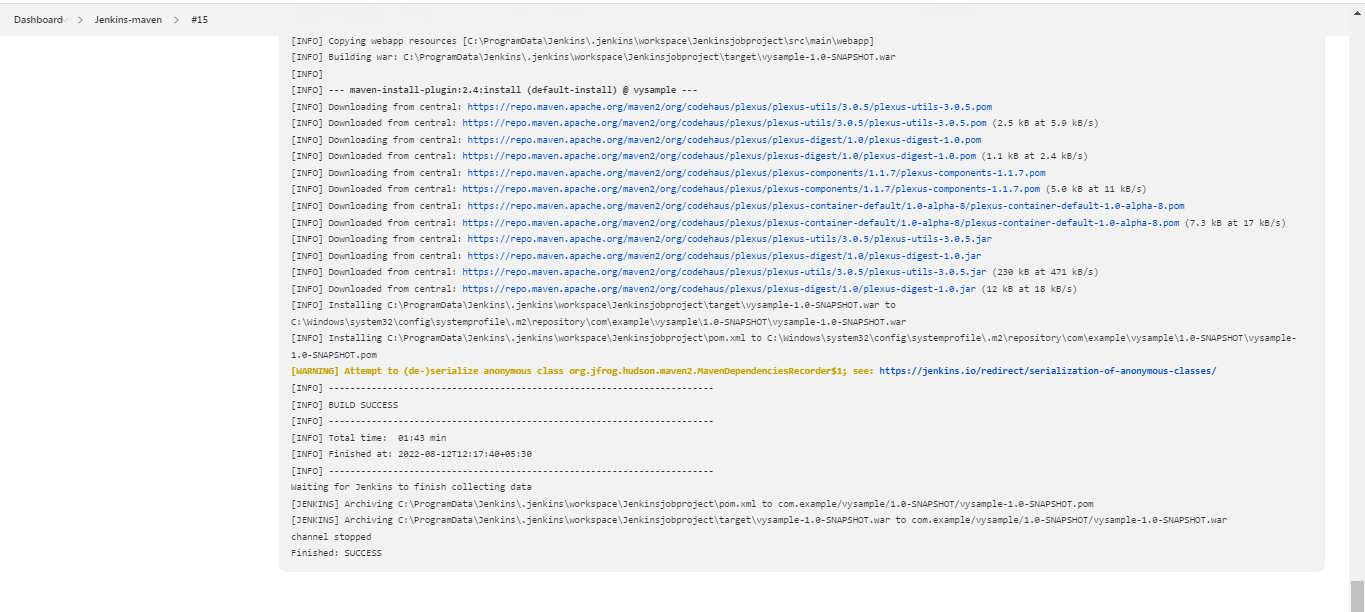 Dashboard > Jenkins-maven > #15
[INFO] Copying webapp resources [C:\ProgramData\Jenkins\.jenkins\workspace\Jenkinsjobproject\src\main\webapp]
[INFO] Building war: C:\ProgramData\Jenkins\.jenkins\workspace\Jenkinsjobproject\target\vysample-1.0-SNAPSHOT.war
[INFO]
[INFO] --- maven-install-plugin:2.4:install (default-install) @ vysample ---
[INFO] Downloading from central: https://repo.maven.apache.org/maven2/org/codehaus/plexus/plexus-utils/3.0.5/plexus-utils-3.0.5.pom
[INFO] Downloaded from central: https://repo.maven.apache.org/maven2/org/codehaus/plexus/plexus-utils/3.0.5/plexus-utils-3.0.5.pom (2.5 kB at 5.9 kB/s)
[INFO] Downloading from central: https://repo.maven.apache.org/maven2/org/codehaus/plexus/plexus-digest/1.0/plexus-digest-1.0.pom
[INFO] Downloaded from central: https://repo.maven.apache.org/maven2/org/codehaus/plexus/plexus-digest/1.0/plexus-digest-1.0.pom (1.1 kB at 2.4 kB/s)
[INFO] Downloading from central: https://repo.maven.apache.org/maven2/org/codehaus/plexus/plexus-components/1.1.7/plexus-components-1.1.7.pom
[INFO] Downloaded from central: https://repo.maven.apache.org/maven2/org/codehaus/plexus/plexus-components/1.1.7/plexus-components-1.1.7.pom (5.0 kB at 11 kB/s)
[INFO] Downloading from central: https://repo.maven.apache.org/maven2/org/codehaus/plexus/plexus-container-default/1.0-alpha-8/plexus-container-default-1.0-alpha-8.pom
[INFO] Downloaded from central: https://repo.maven.apache.org/maven2/org/codehaus/plexus/plexus-container-default/1.0-alpha-8/plexus-container-default-1.0-alpha-8.pom (7.3 kB at 17 kB/s)
[INFO] Downloading from central: https://repo.maven.apache.org/maven2/org/codehaus/plexus/plexus-utils/3.0.5/plexus-utils-3.0.5.jar
[INFO] Downloading from central: https://repo.maven.apache.org/maven2/org/codehaus/plexus/plexus-digest/1.0/plexus-digest-1.0.jar
[INFO] Downloaded from central: https://repo.maven.apache.org/maven2/org/codehaus/plexus/plexus-utils/3.0.5/plexus-utils-3.0.5.jar (230 kB at 471 kB/s)
[INFO] Downloaded from central: https://repo.maven.apache.org/maven2/org/codehaus/plexus/plexus-digest/1.0/plexus-digest-1.0.jar (12 kB at 18 kB/s)
[INFO] Installing C:\ProgramData\Jenkins\.jenkins\workspace\Jenkinsjobproject\target\vysample-1.0-SNAPSHOT.war to
C:\Windows\system32\config\systemprofile\.m2\repository\com\example\vysample\1.0-SNAPSHOT\vysample-1.0-SNAPSHOT.war
[INFO] Installing C:\ProgramData\Jenkins\.jenkins\workspace\Jenkinsjobproject\pom.xml to C:\Windows\system32\config\systemprofile\.m2\repository\com\example\vysample\1.0-SNAPSHOT\vysample-
1.0-SNAPSHOT.pom
[WARNING] Attempt to (de-)serialize anonymous class org.jfrog.hudson.maven2.MavenDependenciesRecorder$1; see: https://jenkins.io/redirect/serialization-of-anonymous-classes/
[INFO] ------------------------------------------------------------------------
[INFO] BUILD SUCCESS
[INFO] ------------------------------------------------------------------------
[INFO] Total time:  01:43 min
[INFO] Finished at: 2022-08-12T12:17:40+05:30
[INFO] ------------------------------------------------------------------------
Waiting for Jenkins to finish collecting data
[JENKINS] Archiving C:\ProgramData\Jenkins\.jenkins\workspace\Jenkinsjobproject\pom.xml to com.example/vysample/1.0-SNAPSHOT/vysample-1.0-SNAPSHOT.pom
[JENKINS] Archiving C:\ProgramData\Jenkins\.jenkins\workspace\Jenkinsjobproject\target\vysample-1.0-SNAPSHOT.war to com.example/vysample/1.0-SNAPSHOT/vysample-1.0-SNAPSHOT.war
channel stopped
Finished: SUCCESS